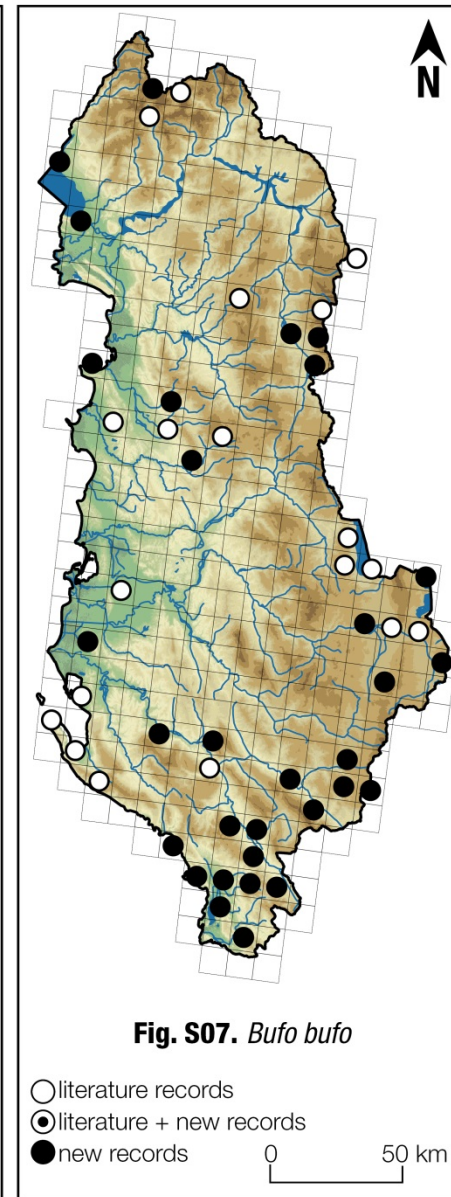 N
Fig. S07. Bufo bufo
literature records
literature + new records
new records
0 50 km